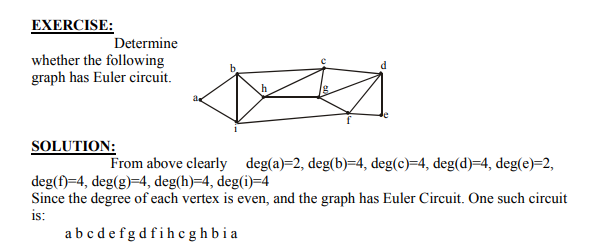 EXERCISE:
Determine
whether the following
graph has Euler circuit.
b
c
d
h
g
a
e
f
i
SOLUTION:
From above clearly deg(a)=2, deg(b)=4, deg(c)=4, deg(d)=4, deg(e)=2,
deg(f)=4, deg(g)=4, deg(h)=4, deg(i)=4
Since the degree of each vertex is even, and the graph has Euler Circuit. One such circuit
is:
a b c d e f g d f i h c g h b i a